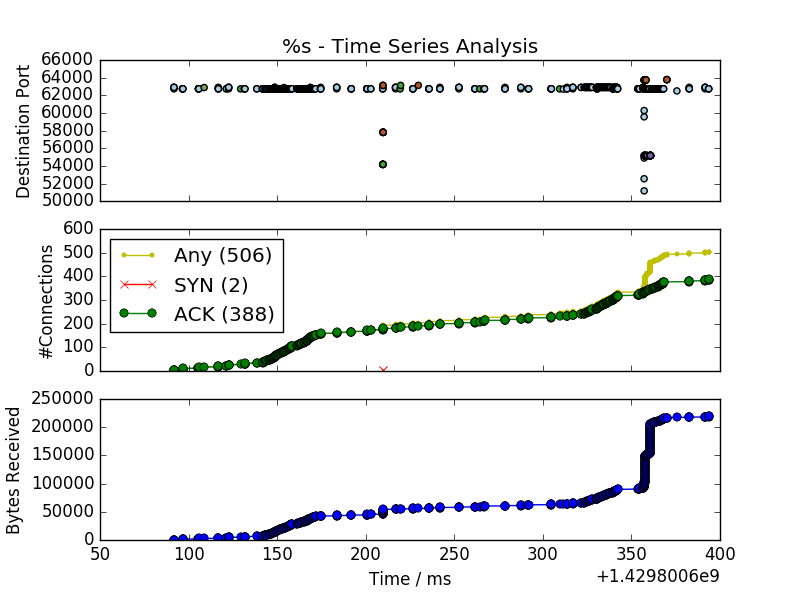 %s - Time Series Analysis
66000
64000
62000
60000
58000
56000
54000
52000
50000
Destination Port
600
500
400
300
200
100
0
#Connections
Any (506)
SYN (2)
ACK (388)
250000
200000
150000
100000
50000
0
Bytes Received
50 100 150 200 250 300 350 400
Time / ms
+1.4298006e9